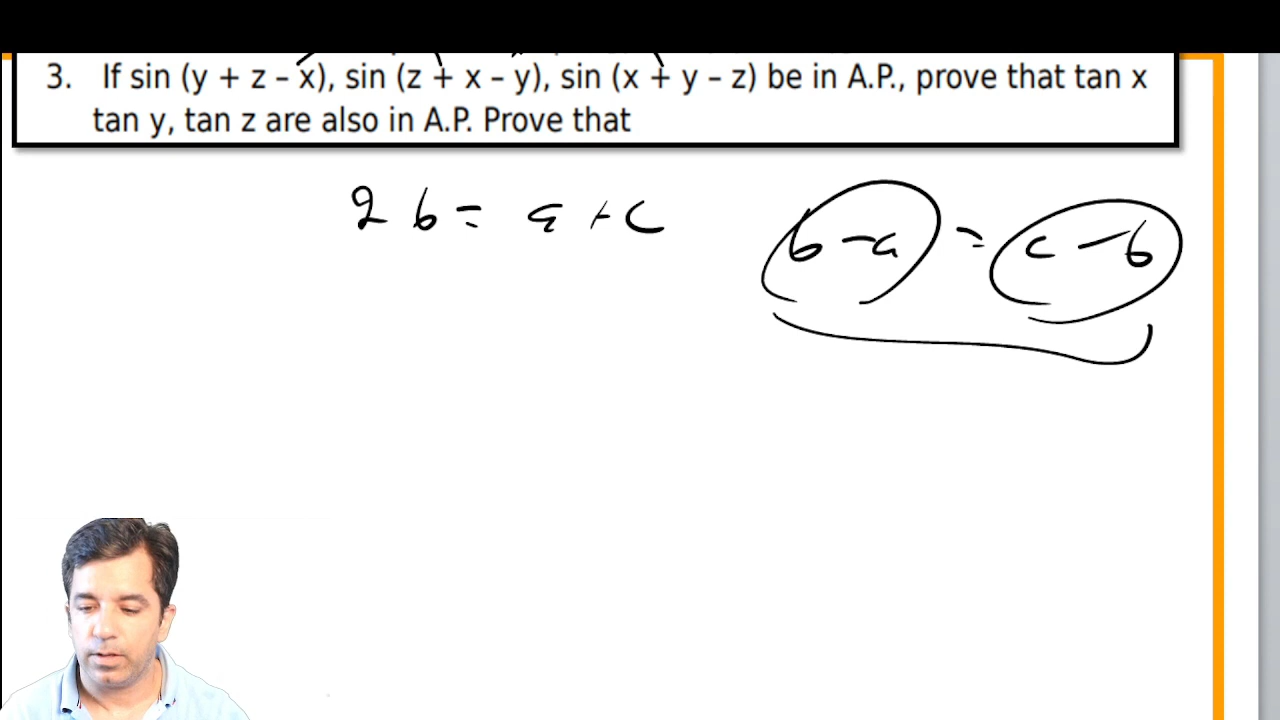 3. If sin (y + z – x), sin (z + x – y), sin (x + y – z) be in A.P., prove that tan x
tan y, tan z are also in A.P. Prove that
2b = a + c
b – a = c – b